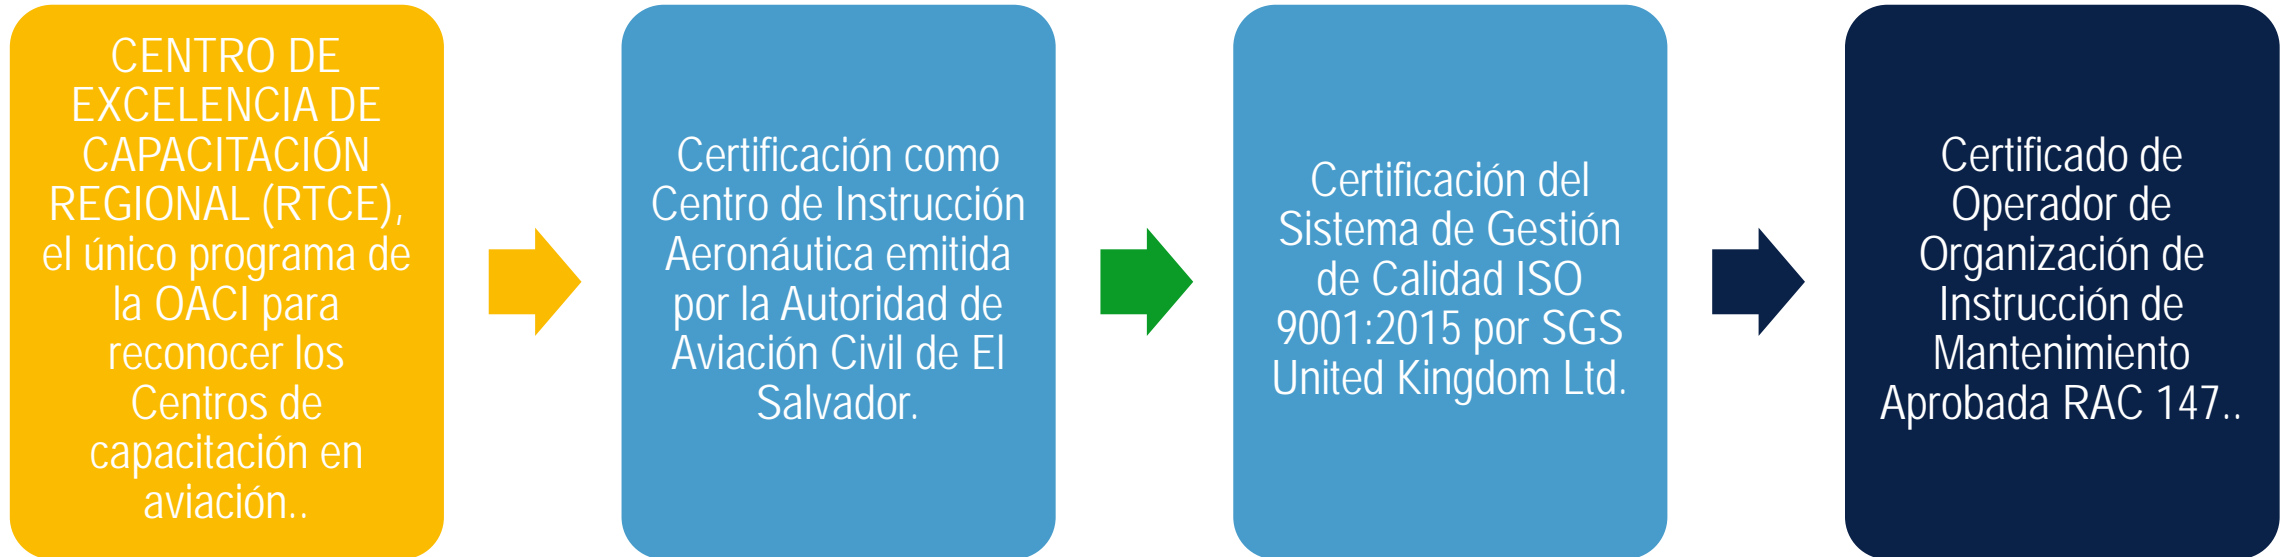 CENTRO DE
EXCELENCIA DE
CAPACITACIÓN
REGIONAL (RTCE),
el único programa de
la OACI para
reconocer los
Centros de
capacitación en
aviación..
Certificación como
Centro de Instrucción
Aeronáutica emitida
por la Autoridad de
Aviación Civil de El
Salvador.
Certificación del
Sistema de Gestión
de Calidad ISO
9001:2015 por SGS
United Kingdom Ltd.
Certificado de
Operador de
Organización de
Instrucción de
Mantenimiento
Aprobada RAC 147..